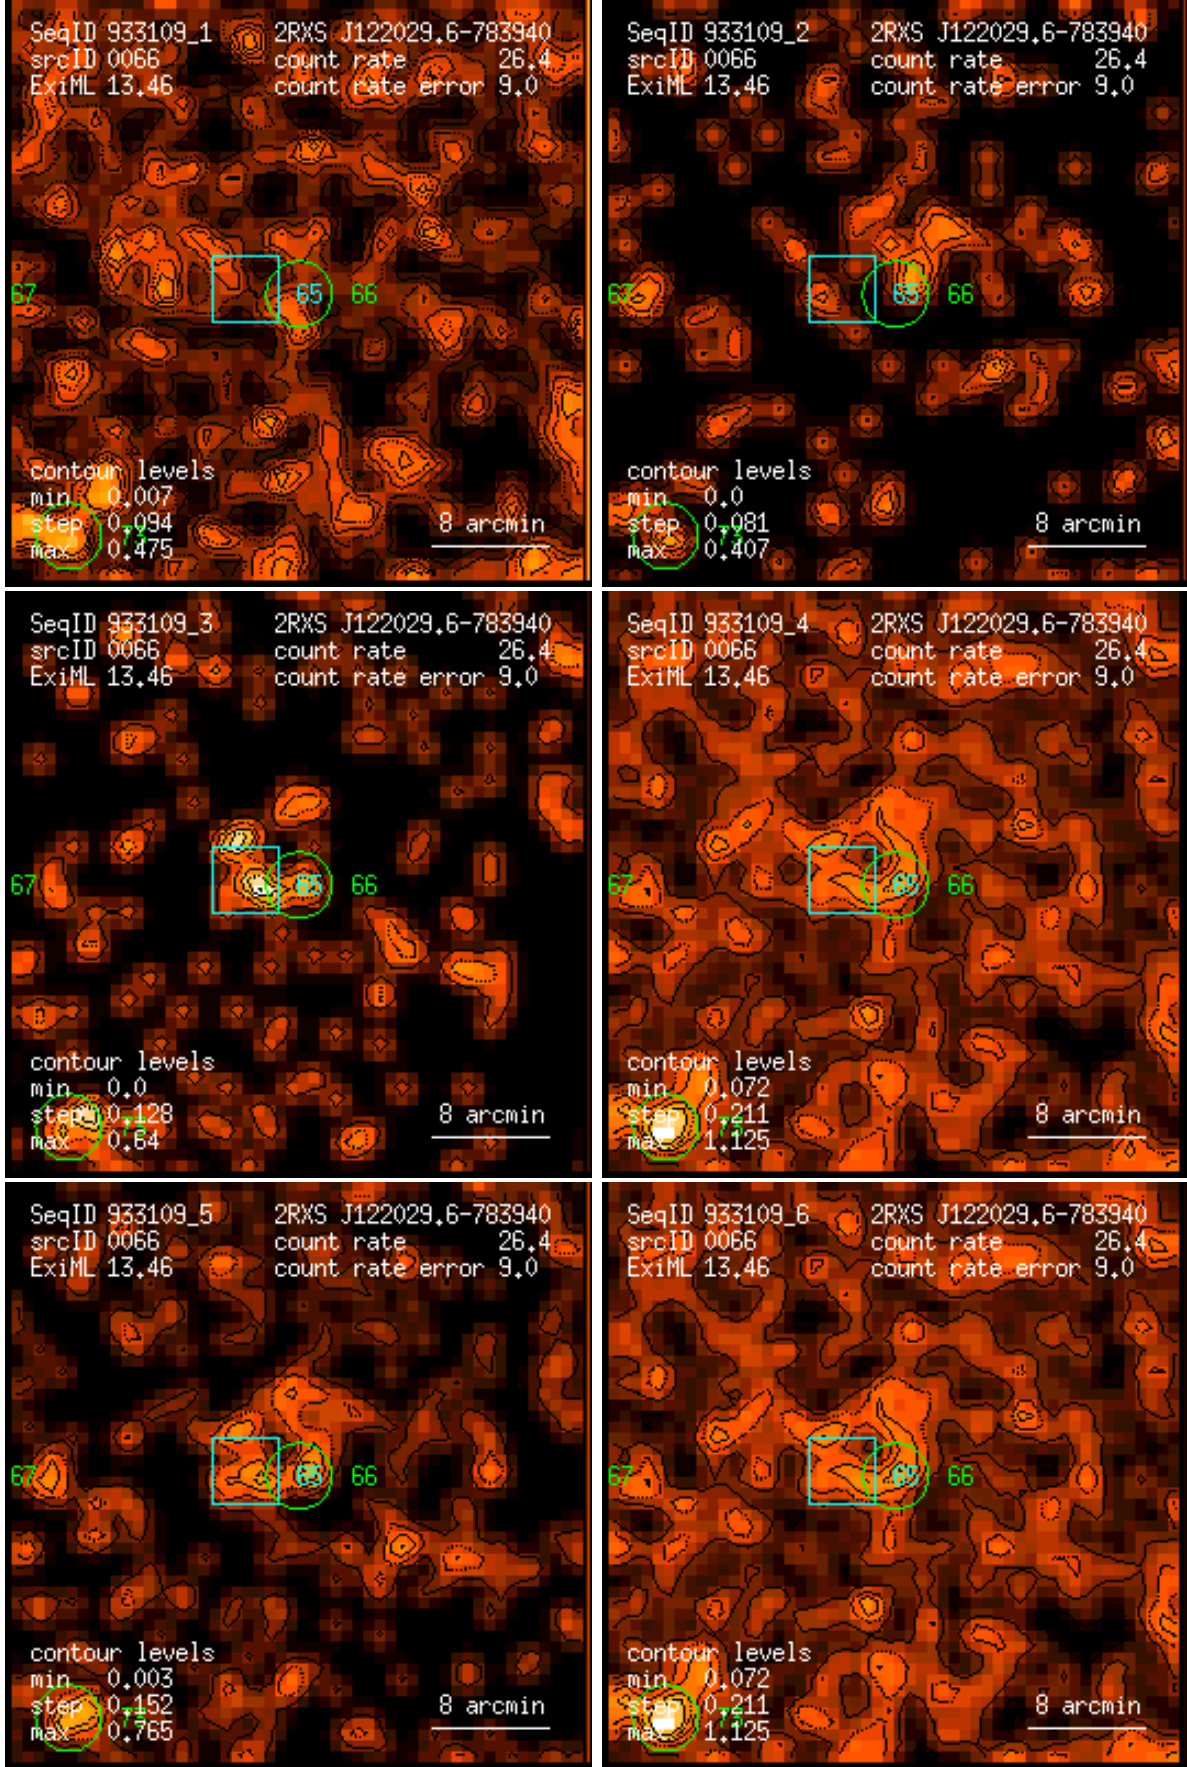 SeqID 933109_1 2RXS J122029.6-783940
srcID 0066 count rate 26.4
ExiML 13.46 count rate error 9.0
67 65 66
contour levels
min 0.007
step 0.094
max 0.475
73
8 arcmin
SeqID 933109_2 2RXS J122029.6-783940
srcID 0066 count rate 26.4
ExiML 13.46 count rate error 9.0
67 65 66
contour levels
min 0.0
step 0.081
max 0.407
73
8 arcmin
SeqID 933109_3 2RXS J122029.6-783940
srcID 0066 count rate 26.4
ExiML 13.46 count rate error 9.0
67 65 66
contour levels
min 0.0
step 0.128
max 0.64
8 arcmin
SeqID 933109_4 2RXS J122029.6-783940
srcID 0066 count rate 26.4
ExiML 13.46 count rate error 9.0
67 65 66
contour levels
min 0.072
step 0.211
max 1.125
8 arcmin
SeqID 933109_5 2RXS J122029.6-783940
srcID 0066 count rate 26.4
ExiML 13.46 count rate error 9.0
67 65 66
contour levels
min 0.003
step 0.152
max 0.765
8 arcmin
SeqID 933109_6 2RXS J122029.6-783940
srcID 0066 count rate 26.4
ExiML 13.46 count rate error 9.0
67 65 66
contour levels
min 0.072
step 0.211
max 1.125
8 arcmin